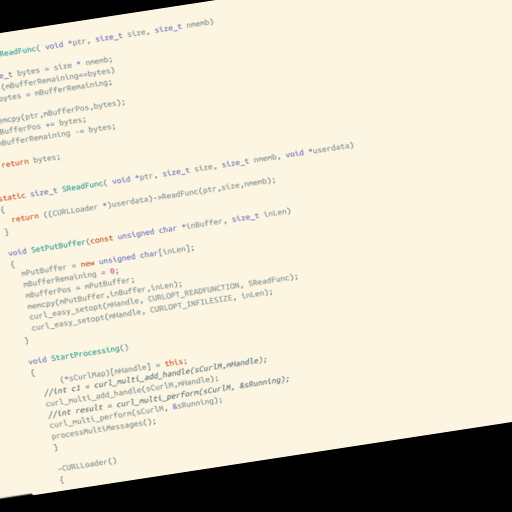 ReadFunc( void *ptr, size_t size, size_t nmemb)
bytes = size * nmemb;
(mBufferRemaining<=bytes)
bytes = mBufferRemaining;
memcpy(ptr,mBufferPos,bytes);
mBufferPos += bytes;
mBufferRemaining -= bytes;
return bytes;
static size_t SReadFunc( void *ptr, size_t size, size_t nmemb, void *userdata)
{
return ((CURLLoader *)userdata)->ReadFunc(ptr,size,nmemb);
}
void SetPutBuffer(const unsigned char *inBuffer, size_t inLen)
{
mPutBuffer = new unsigned char[inLen];
mBufferRemaining = 0;
mBufferPos = mPutBuffer;
memcpy(mPutBuffer,inBuffer,inLen);
curl_easy_setopt(mHandle, CURLOPT_READFUNCTION, SReadFunc);
curl_easy_setopt(mHandle, CURLOPT_INFILESIZE, inLen);
}
void StartProcessing()
{
(*sCurlMap)[mHandle] = this;
//int c1 = curl_multi_add_handle(sCurlM,mHandle);
curl_multi_add_handle(sCurlM,mHandle);
//int result = curl_multi_perform(sCurlM, &sRunning);
curl_multi_perform(sCurlM, &sRunning);
processMultiMessages();
}
~CURLLoader()
{